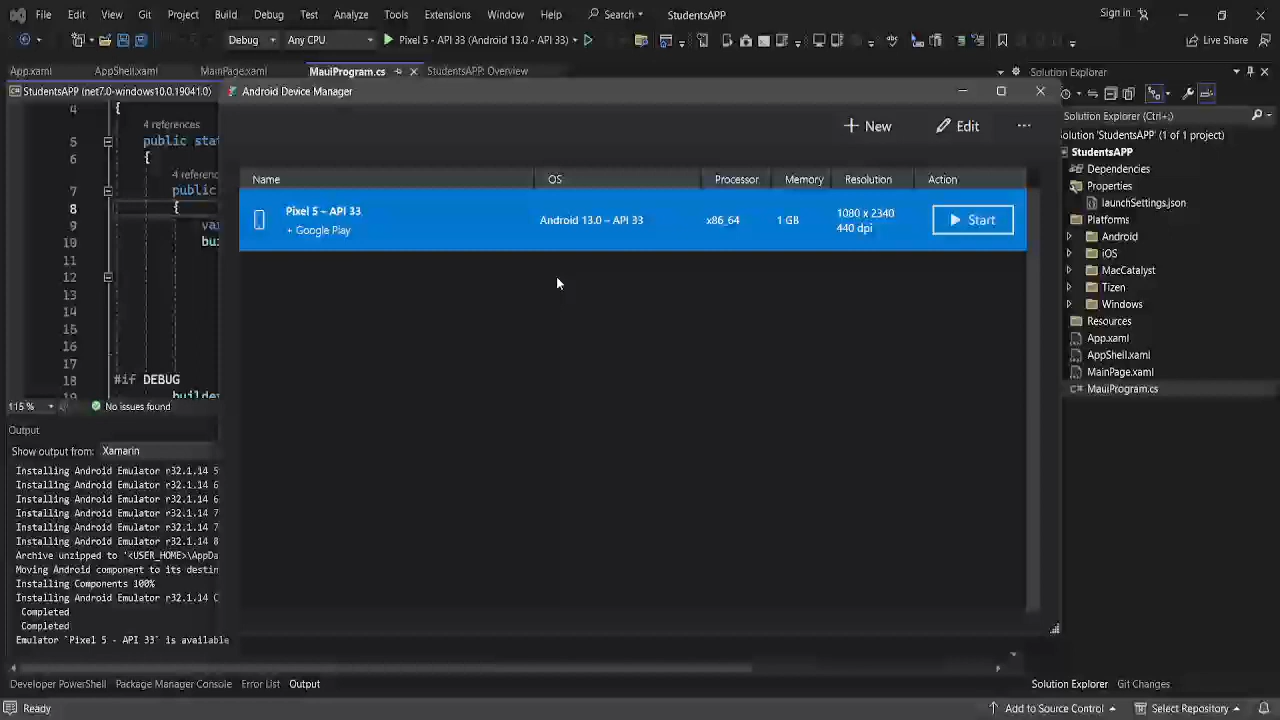 File Edit View Git Project Build Debug Test Analyze Tools Extensions Window Help Search StudentsAPP Sign in
Debug Any CPU Pixel 5 - API 33 (Android 13.0 - API 33) Live Share
App.xaml AppShell.xaml MainPage.xaml MauiProgram.cs StudentsAPP: Overview Solution Explorer
StudentsAPP (net7.0-windows10.0.19041.0) Android Device Manager
New Edit ...
Name OS Processor Memory Resolution Action
Pixel 5 – API 33
+ Google Play
Android 13.0 – API 33
x86_64
1 GB
1080 x 2340
440 dpi
Start
4 {
4 references
5 public stat
6 {
4 referenc
7 public
8 {
9 va
10 bui
11
12
13
14
15
16
17
18 #if DEBUG
19 builde
115 % No issues found
Output
Show output from: Xamarin
Installing Android Emulator r32.1.14 5
Installing Android Emulator r32.1.14 6
Installing Android Emulator r32.1.14 6
Installing Android Emulator r32.1.14 7
Installing Android Emulator r32.1.14 7
Installing Android Emulator r32.1.14 8
Archive unzipped to '<USER_HOME>\AppDa
Moving Android component to its destin
Installing Components 100%
Installing Android Emulator r32.1.14 C
Completed
Completed
Emulator `Pixel 5 - API 33` is available
Developer PowerShell Package Manager Console Error List Output
Search Solution Explorer (Ctrl+;)
Solution 'StudentsAPP' (1 of 1 project)
StudentsAPP
Dependencies
Properties
launchSettings.json
Platforms
Android
iOS
MacCatalyst
Tizen
Windows
Resources
App.xaml
AppShell.xaml
MainPage.xaml
C# MauiProgram.cs
Solution Explorer Git Changes
Ready Add to Source Control Select Repository